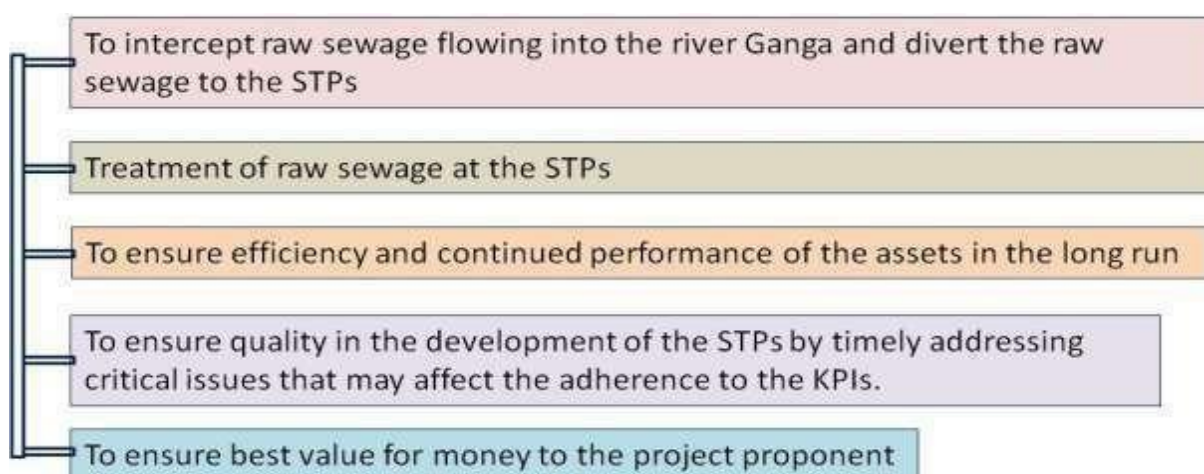 To intercept raw sewage flowing into the river Ganga and divert the raw
sewage to the STPs
Treatment of raw sewage at the STPs
To ensure efficiency and continued performance of the assets in the long run
To ensure quality in the development of the STPs by timely addressing
critical issues that may affect the adherence to the KPIs.
To ensure best value for money to the project proponent